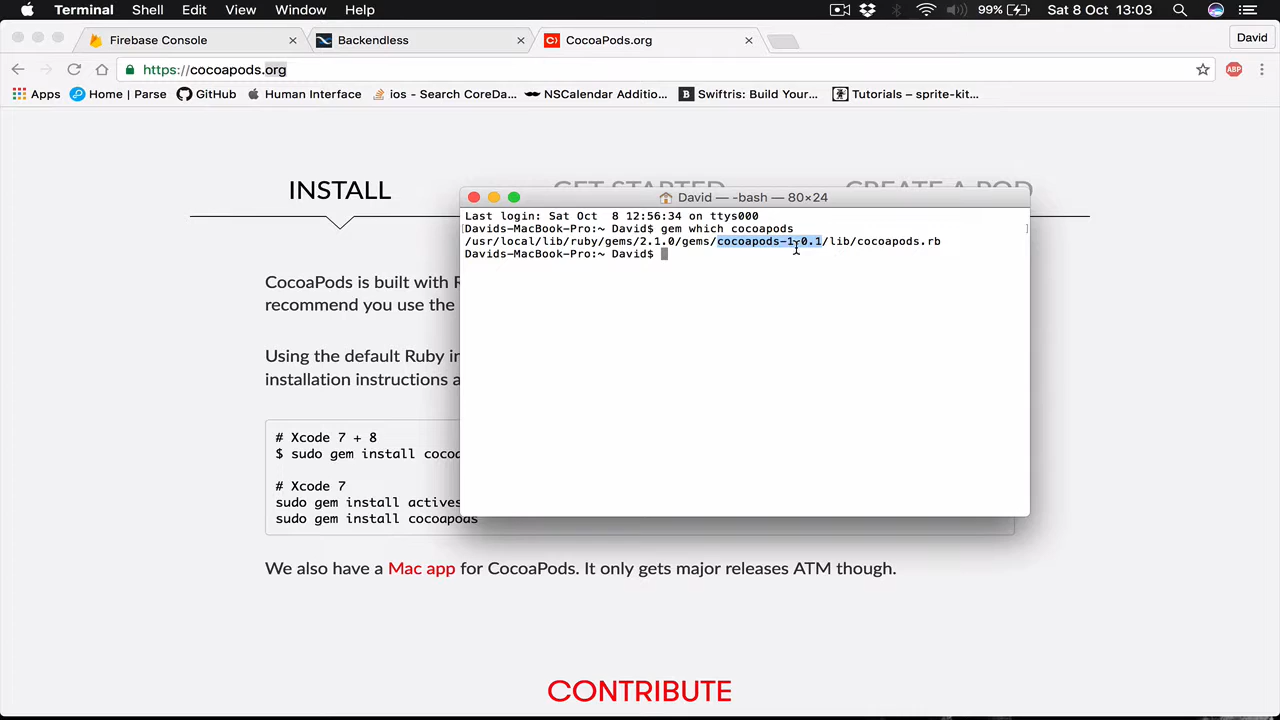 Terminal Shell Edit View Window Help 99% Sat 8 Oct 13:03
Firebase Console Backendless CocoaPods.org David
https://cocoapods.org ABP
Apps Home | Parse GitHub Human Interface ios - Search CoreDa... NSCalendar Additio... B Swiftris: Build Your... Tutorials – sprite-kit...
INSTALL GET STARTED CREATE A POD
David — -bash — 80×24
Last login: Sat Oct  8 12:56:34 on ttys000
Davids-MacBook-Pro:~ David$ gem which cocoapods
/usr/local/lib/ruby/gems/2.1.0/gems/cocoapods-1.0.1/lib/cocoapods.rb
Davids-MacBook-Pro:~ David$
CocoaPods is built with
recommend you use the
Using the default Ruby in
installation instructions
# Xcode 7 + 8
$ sudo gem install cocoa
# Xcode 7
sudo gem install actives
sudo gem install cocoapods
We also have a Mac app for CocoaPods. It only gets major releases ATM though.
CONTRIBUTE